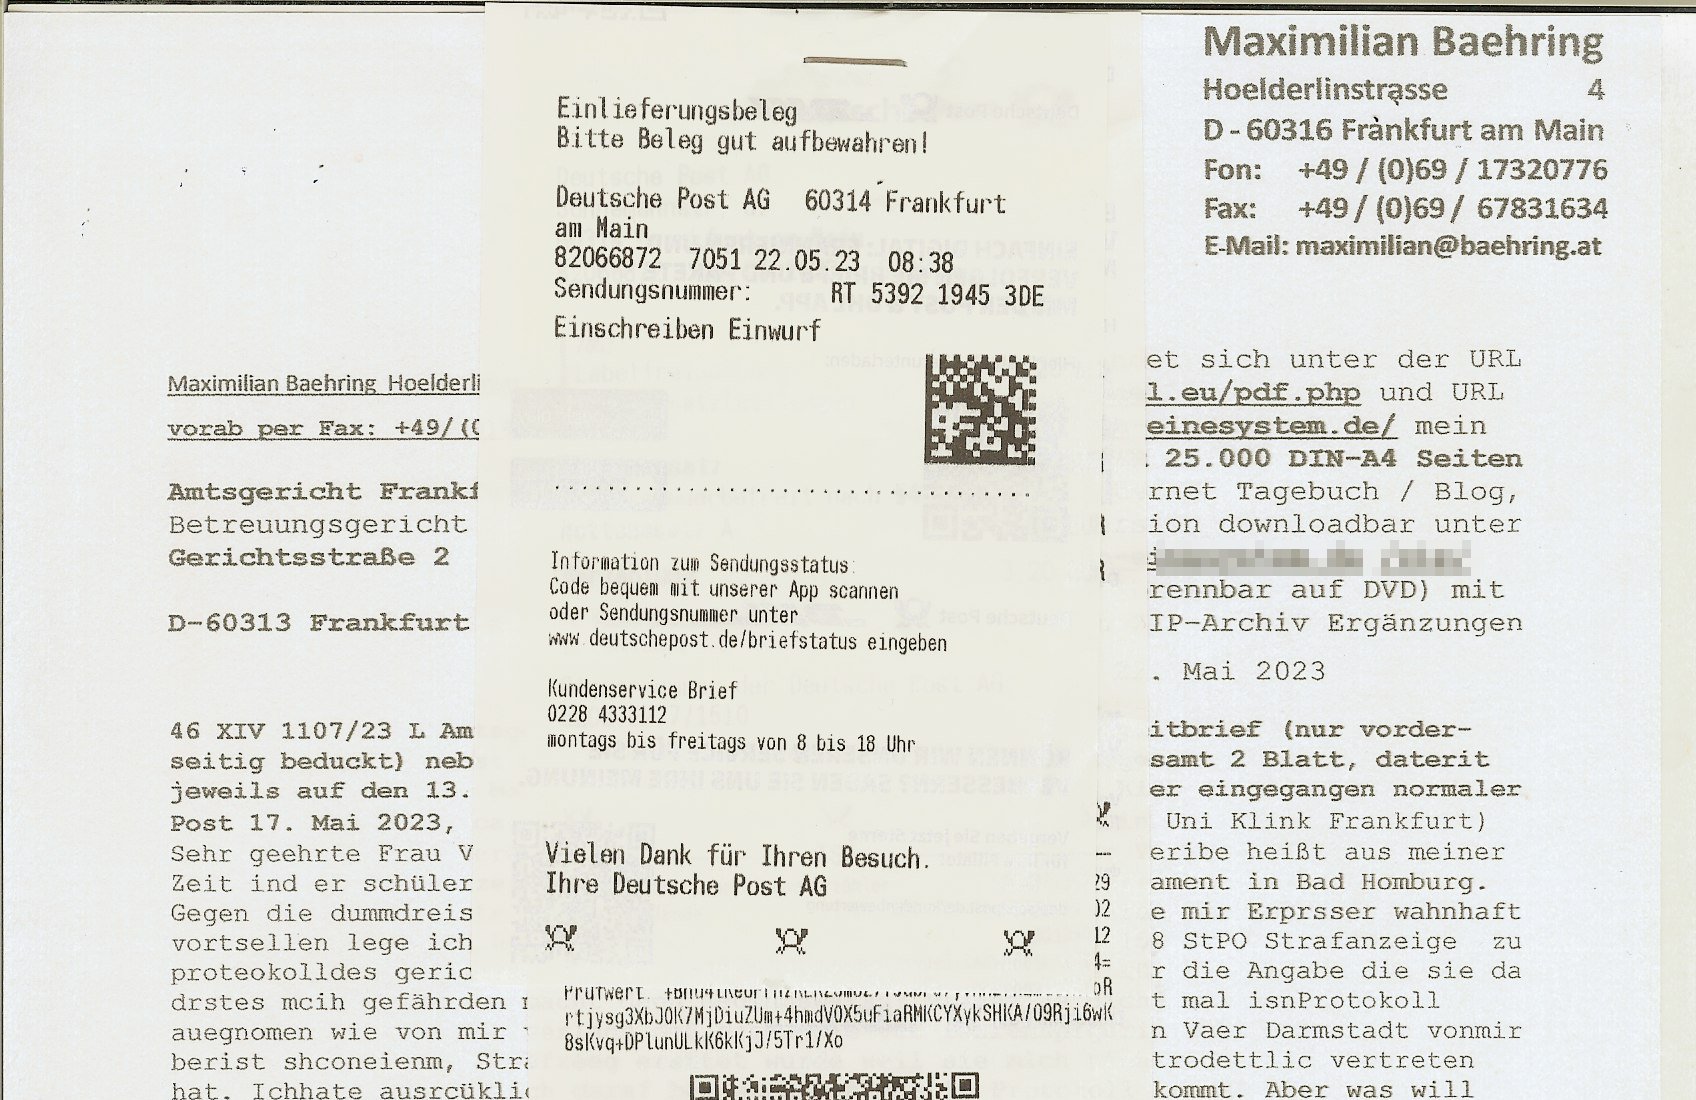 Maximilian Baehring
Hoelderlinstrasse 4
D - 60316 Frankfurt am Main
Fon: +49 / (0)69 / 17320776
Fax: +49 / (0)69 / 67831634
E-Mail: maximilian@baehring.at
Einlieferungsbeleg
Bitte Beleg gut aufbewahren!
Deutsche Post AG 60314 Frankfurt
am Main
82066872 7051 22.05.23 08:38
Sendungsnummer: RT 5392 1945 3DE
Einschreiben Einwurf
Information zum Sendungsstatus:
Code bequem mit unserer App scannen
oder Sendungsnummer unter
www.deutschepost.de/briefstatus eingeben
Kundenservice Brief
0228 4333112
montags bis freitags von 8 bis 18 Uhr
Vielen Dank für Ihren Besuch.
Ihre Deutsche Post AG
rtjysg3XbJ0K7MjDiuZUm+4hmdV0X5uFiaRMKCYXykSHKA/O9Rji6wK
8sKvq+DPlunULkK6kKjJ/5Tr1/Xo
Maximilian Baehring Hoelderli
vorab per Fax: +49/(0
Amtsgericht Frankf
Betreuungsgericht
Gerichtsstraße 2
D-60313 Frankfurt
46 XIV 1107/23 L Am
seitig beduckt) neb
jeweils auf den 13.
Post 17. Mai 2023,
Sehr geehrte Frau V
Zeit ind er schüler
Gegen die dummdreis
vortsellen lege ich
proteokolldes geric
drstes mcih gefährden
auegnomen wie von mir
berist shconeienm, Stra
hat. Ichhate ausrcükli
et sich unter der URL
l.eu/pdf.php und URL
einesystem.de/ mein
25.000 DIN-A4 Seiten
rnet Tagebuch / Blog,
ion downloadbar unter
rennbar auf DVD) mit
IP-Archiv Ergänzungen
. Mai 2023
itbrief (nur vorder-
samt 2 Blatt, daterit
er eingegangen normaler
Uni Klink Frankfurt)
eribe heißt aus meiner
ament in Bad Homburg.
e mir Erprsser wahnhaft
8 StPO Strafanzeige zu
r die Angabe die sie da
t mal isnProtokoll
n Vaer Darmstadt vonmir
trodettlic vertreten
kommt. Aber was will